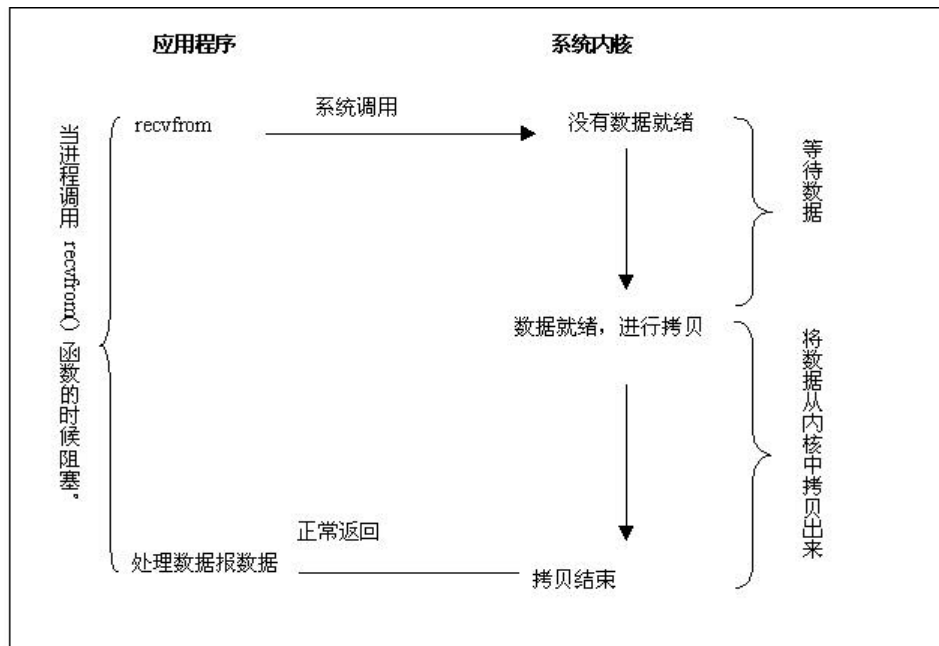 应用程序
系统内核
系统调用
recvfrom
没有数据就绪
当进程调用 recvfrom() 函数的时候阻塞。
等待数据
数据就绪，进行拷贝
将数据从内核中拷贝出来
正常返回
处理数据报数据
拷贝结束